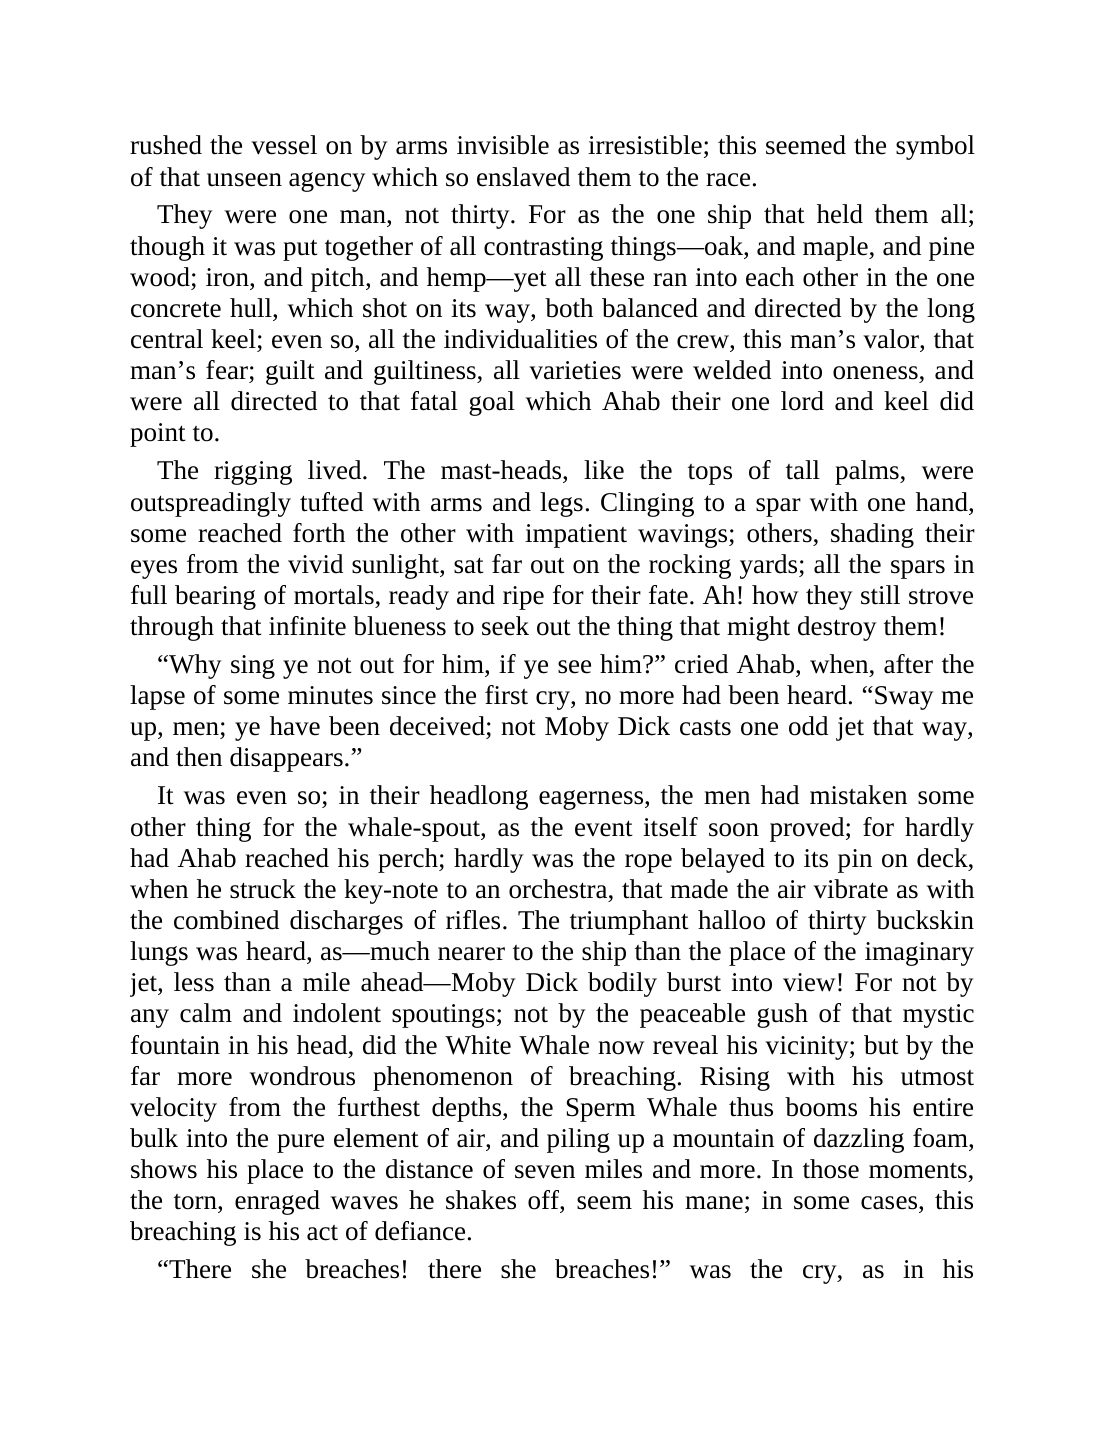 rushed the vessel on by arms invisible as irresistible; this seemed the symbol
of that unseen agency which so enslaved them to the race.
They were one man, not thirty. For as the one ship that held them all;
though it was put together of all contrasting things—oak, and maple, and pine
wood; iron, and pitch, and hemp—yet all these ran into each other in the one
concrete hull, which shot on its way, both balanced and directed by the long
central keel; even so, all the individualities of the crew, this man’s valor, that
man’s fear; guilt and guiltiness, all varieties were welded into oneness, and
were all directed to that fatal goal which Ahab their one lord and keel did
point to.
The rigging lived. The mast-heads, like the tops of tall palms, were
outspreadingly tufted with arms and legs. Clinging to a spar with one hand,
some reached forth the other with impatient wavings; others, shading their
eyes from the vivid sunlight, sat far out on the rocking yards; all the spars in
full bearing of mortals, ready and ripe for their fate. Ah! how they still strove
through that infinite blueness to seek out the thing that might destroy them!
“Why sing ye not out for him, if ye see him?” cried Ahab, when, after the
lapse of some minutes since the first cry, no more had been heard. “Sway me
up, men; ye have been deceived; not Moby Dick casts one odd jet that way,
and then disappears.”
It was even so; in their headlong eagerness, the men had mistaken some
other thing for the whale-spout, as the event itself soon proved; for hardly
had Ahab reached his perch; hardly was the rope belayed to its pin on deck,
when he struck the key-note to an orchestra, that made the air vibrate as with
the combined discharges of rifles. The triumphant halloo of thirty buckskin
lungs was heard, as—much nearer to the ship than the place of the imaginary
jet, less than a mile ahead—Moby Dick bodily burst into view! For not by
any calm and indolent spoutings; not by the peaceable gush of that mystic
fountain in his head, did the White Whale now reveal his vicinity; but by the
far more wondrous phenomenon of breaching. Rising with his utmost
velocity from the furthest depths, the Sperm Whale thus booms his entire
bulk into the pure element of air, and piling up a mountain of dazzling foam,
shows his place to the distance of seven miles and more. In those moments,
the torn, enraged waves he shakes off, seem his mane; in some cases, this
breaching is his act of defiance.
“There she breaches! there she breaches!” was the cry, as in his